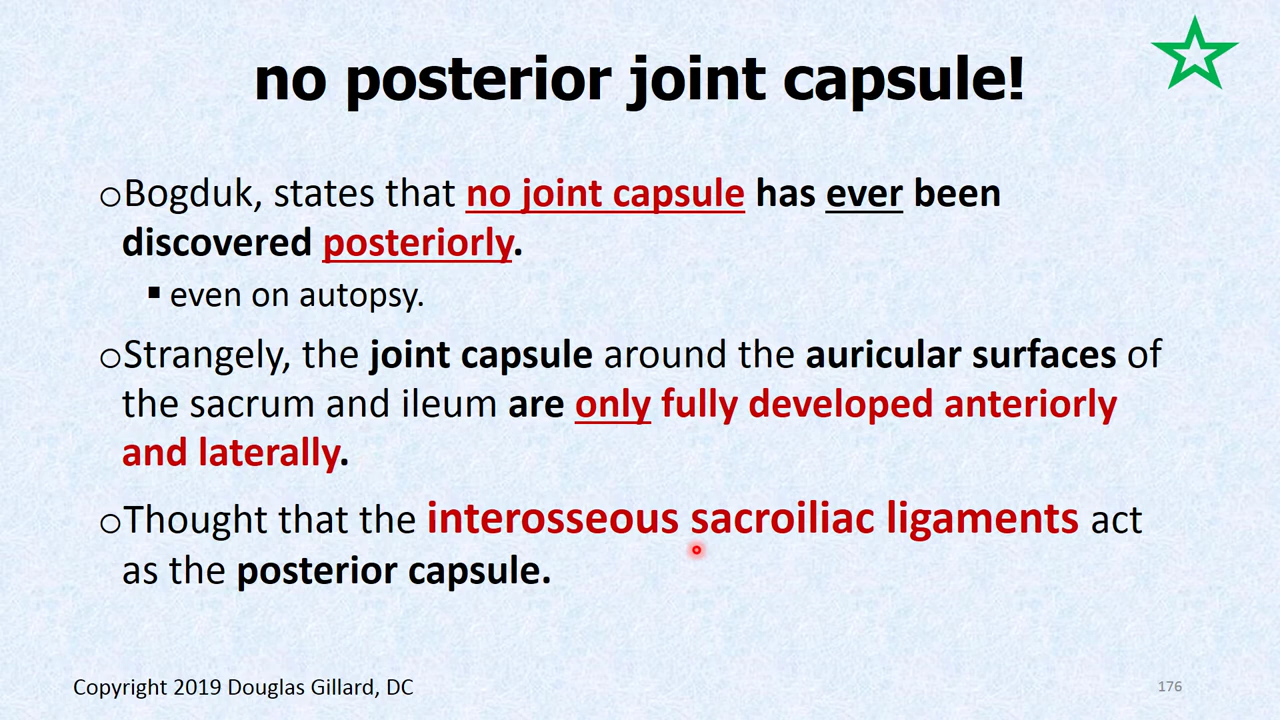 no posterior joint capsule!
oBogduk, states that no joint capsule has ever been
discovered posteriorly.
▪ even on autopsy.
oStrangely, the joint capsule around the auricular surfaces of
the sacrum and ileum are only fully developed anteriorly
and laterally.
oThought that the interosseous sacroiliac ligaments act
as the posterior capsule.
Copyright 2019 Douglas Gillard, DC
176